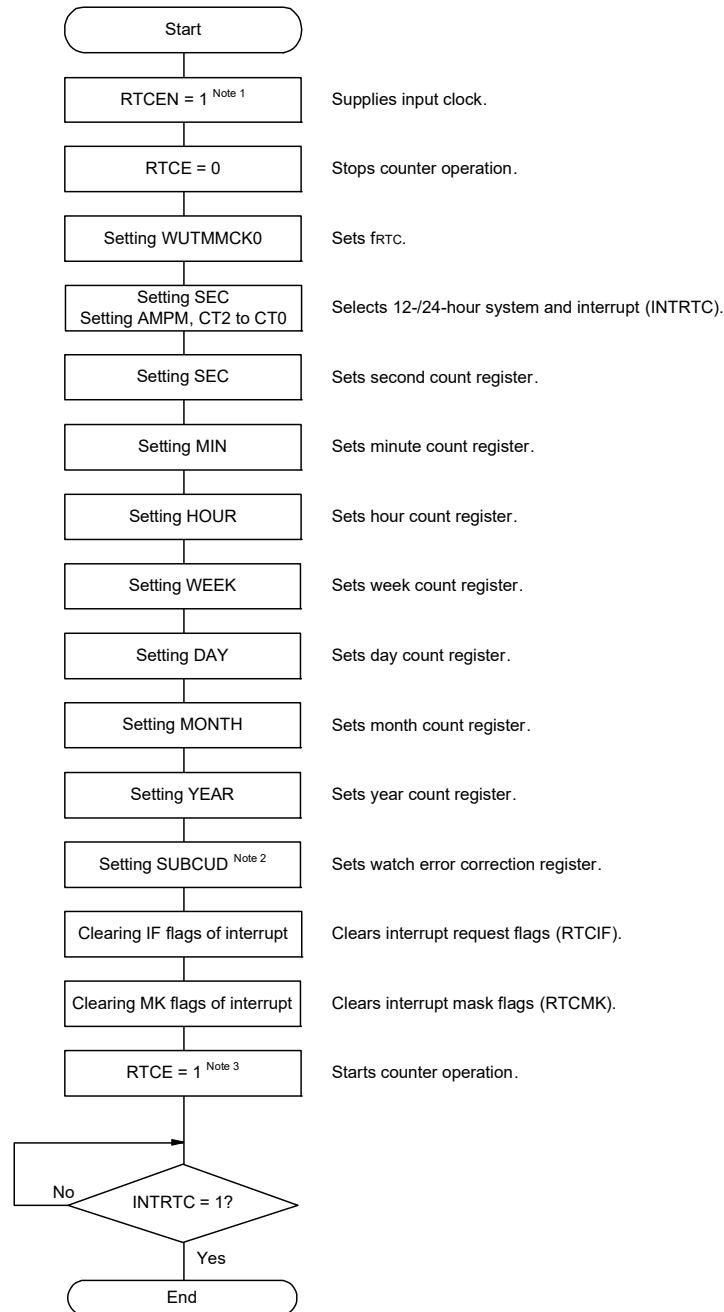 Start
RTCEN = 1 Note 1 Supplies input clock.
RTCE = 0 Stops counter operation.
Setting WUTMMCK0 Sets fRTC.
Setting SEC
Setting AMPM, CT2 to CT0 Selects 12-/24-hour system and interrupt (INTRTC).
Setting SEC Sets second count register.
Setting MIN Sets minute count register.
Setting HOUR Sets hour count register.
Setting WEEK Sets week count register.
Setting DAY Sets day count register.
Setting MONTH Sets month count register.
Setting YEAR Sets year count register.
Setting SUBCUD Note 2 Sets watch error correction register.
Clearing IF flags of interrupt Clears interrupt request flags (RTCIF).
Clearing MK flags of interrupt Clears interrupt mask flags (RTCMK).
RTCE = 1 Note 3 Starts counter operation.
No
INTRTC = 1?
Yes
End